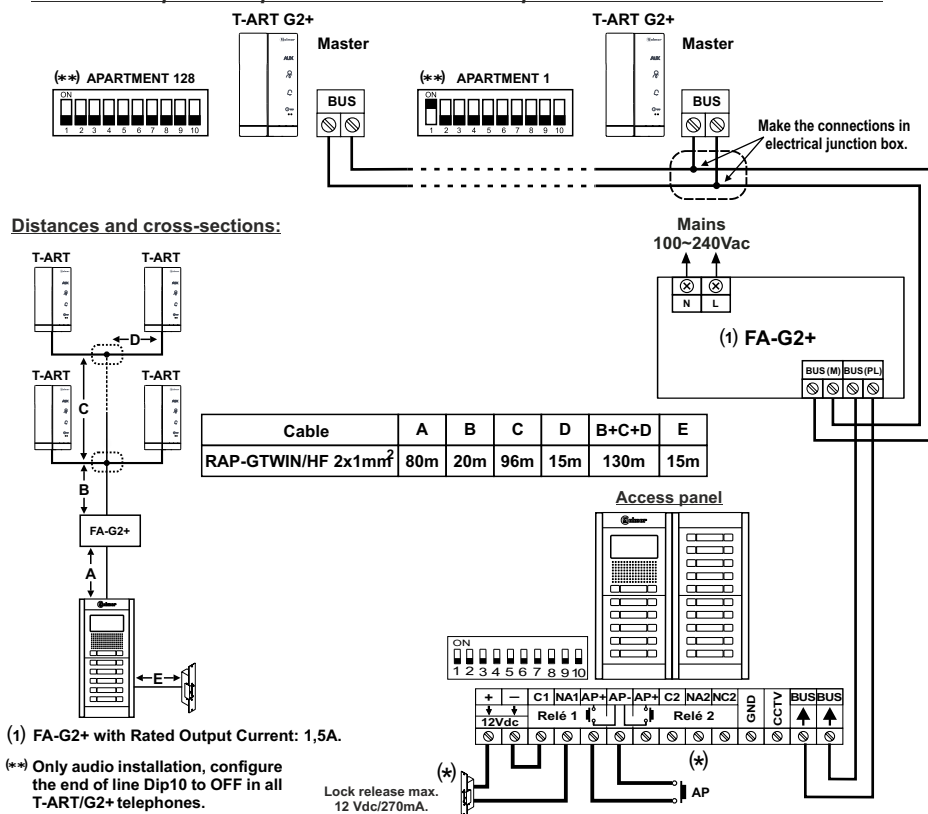 T-ART G2+
T-ART G2+
Master
Master
(**) APARTMENT 128
(**) APARTMENT 1
ON
1 2 3 4 5 6 7 8 9 10
ON
1 2 3 4 5 6 7 8 9 10
AUX
AUX
BUS
BUS
Make the connections in
electrical junction box.
Distances and cross-sections:
T-ART
T-ART
D
T-ART
T-ART
C
B
FA-G2+
A
E
Mains
100~240Vac
N L
(1) FA-G2+
BUS (M) BUS (PL)
Cable A B C D B+C+D E
RAP-GTWIN/HF 2x1mm² 80m 20m 96m 15m 130m 15m
Access panel
Golmar
Golmar
ON
1 2 3 4 5 6 7 8 9 10
+ – C1 NA1 AP+ AP- AP+ C2 NA2 NC2 GND CCTV BUS BUS
12Vdc Relé 1 Relé 2
(*)
(*)
Lock release max.
12 Vdc/270mA.
AP
(1) FA-G2+ with Rated Output Current: 1,5A.
(**) Only audio installation, configure
the end of line Dip10 to OFF in all
T-ART/G2+ telephones.